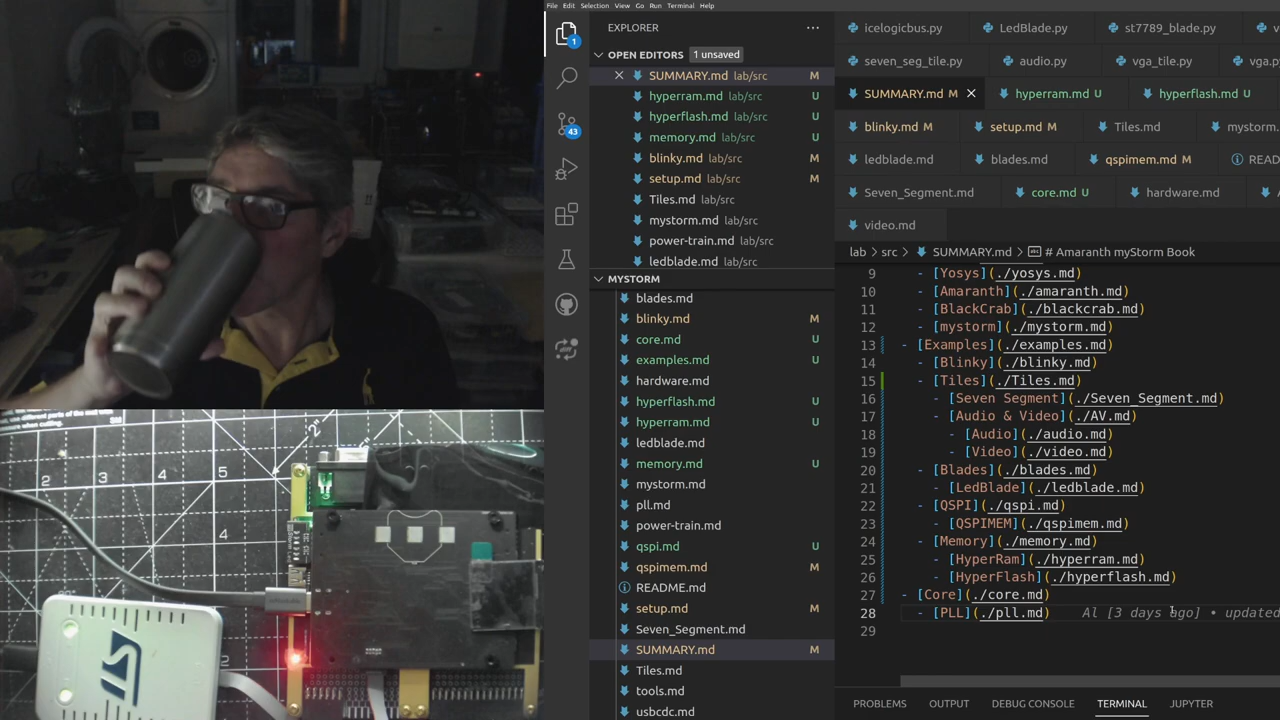 File Edit Selection View Go Run Terminal Help
EXPLORER
OPEN EDITORS 1 unsaved
SUMMARY.md lab/src M
hyperram.md lab/src U
hyperflash.md lab/src U
memory.md lab/src U
blinky.md lab/src M
setup.md lab/src M
Tiles.md lab/src
mystorm.md lab/src
power-train.md lab/src
ledblade.md lab/src
MYSTORM
blades.md
blinky.md M
core.md U
examples.md U
hardware.md
hyperflash.md U
hyperram.md U
ledblade.md
memory.md U
mystorm.md
pll.md
power-train.md
qspi.md U
qspimem.md M
README.md
setup.md M
Seven_Segment.md
SUMMARY.md M
Tiles.md
tools.md
usbcdc.md
1
43
icelogicbus.py LedBlade.py st7789_blade.py v
seven_seg_tile.py audio.py vga_tile.py vga.py
SUMMARY.md M hyperram.md U hyperflash.md U
blinky.md M setup.md M Tiles.md mystorm.
ledblade.md blades.md qspimem.md M READ
Seven_Segment.md core.md U hardware.md
video.md
lab > src > SUMMARY.md > # Amaranth myStorm Book
9 - [Yosys](./yosys.md)
10 - [Amaranth](./amaranth.md)
11 - [BlackCrab](./blackcrab.md)
12 - [mystorm](./mystorm.md)
13 - [Examples](./examples.md)
14 - [Blinky](./blinky.md)
15 - [Tiles](./Tiles.md)
16 - [Seven Segment](./Seven_Segment.md)
17 - [Audio & Video](./AV.md)
18 - [Audio](./audio.md)
19 - [Video](./video.md)
20 - [Blades](./blades.md)
21 - [LedBlade](./ledblade.md)
22 - [QSPI](./qspi.md)
23 - [QSPIMEM](./qspimem.md)
24 - [Memory](./memory.md)
25 - [HyperRam](./hyperram.md)
26 - [HyperFlash](./hyperflash.md)
27 - [Core](./core.md)
28 - [PLL](./pll.md) Al [3 days ago] • updated
29
PROBLEMS OUTPUT DEBUG CONSOLE TERMINAL JUPYTER
2 3 4 5
2"
4